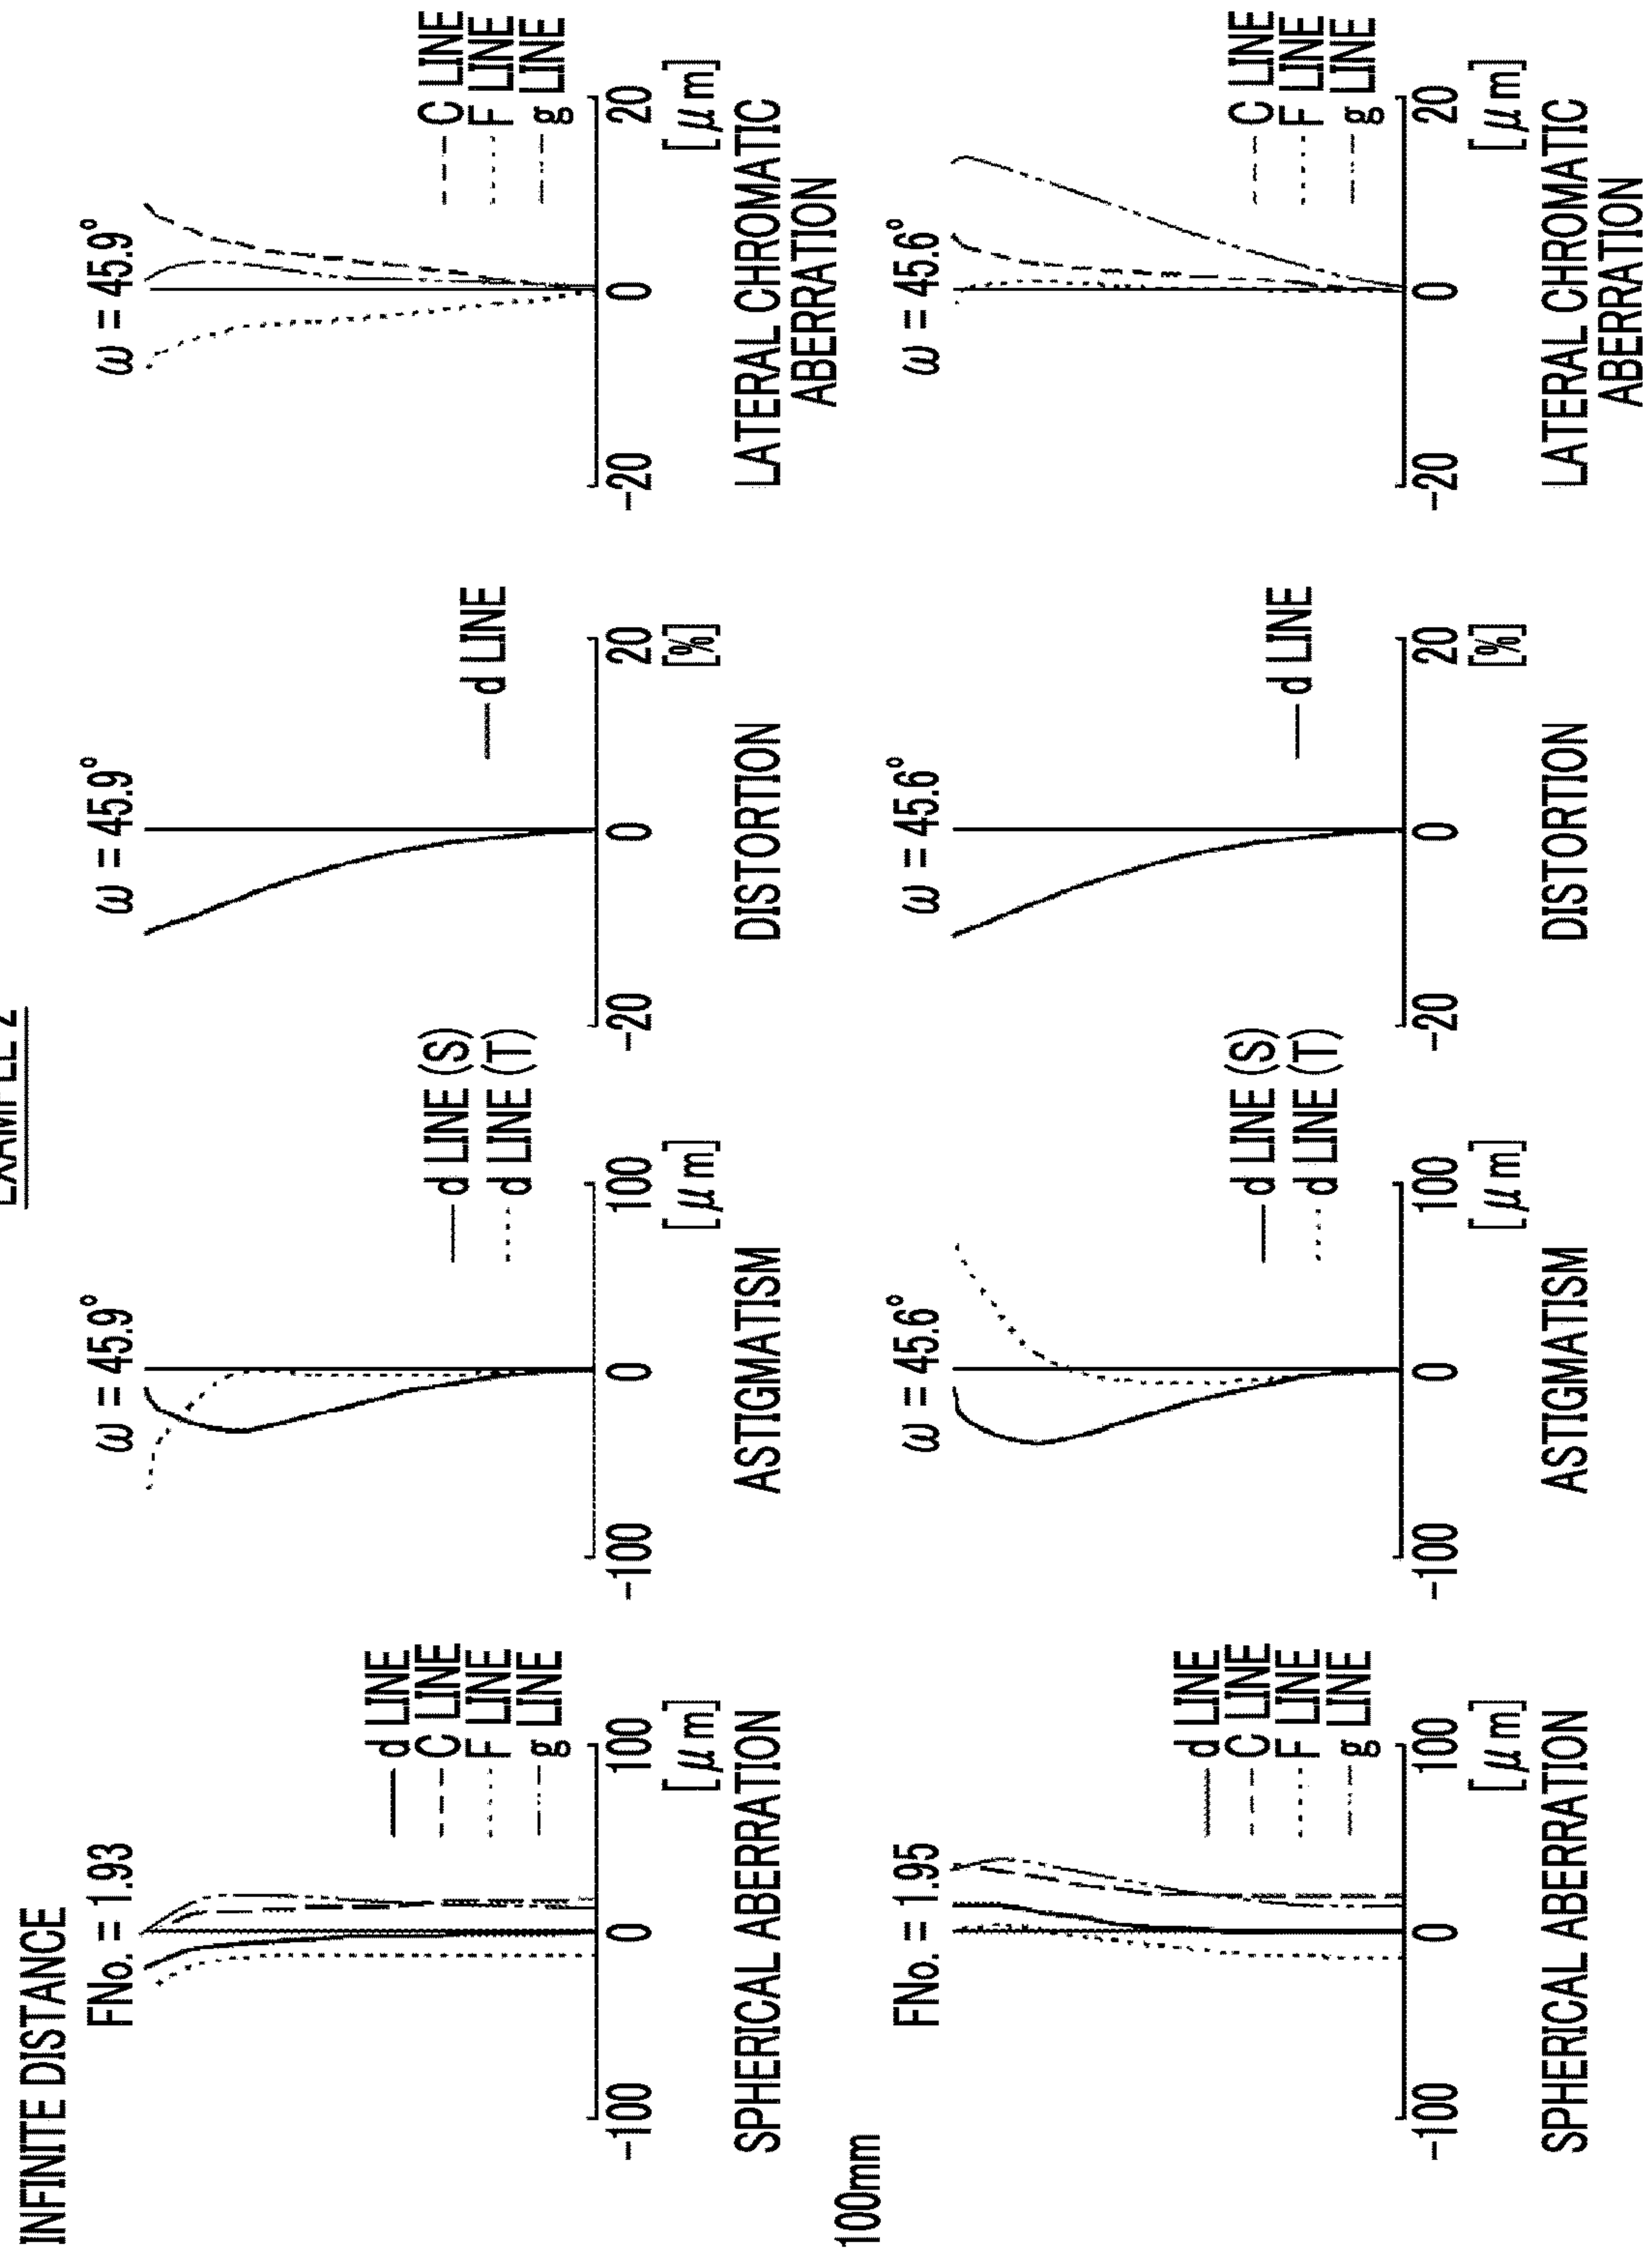 EXAMPLE 2
INFINITE DISTANCE
FNo. = 1.93
d LINE
C LINE
F LINE
g LINE
-100 0 100
[μm]
SPHERICAL ABERRATION
ω = 45.9°
d LINE (S)
d LINE (T)
-100 0 100
[μm]
ASTIGMATISM
ω = 45.9°
d LINE
-20 0 20
[%]
DISTORTION
ω = 45.9°
C LINE
F LINE
g LINE
-20 0 20
[μm]
LATERAL CHROMATIC
ABERRATION
100mm
FNo. = 1.95
d LINE
C LINE
F LINE
g LINE
-100 0 100
[μm]
SPHERICAL ABERRATION
ω = 45.6°
d LINE (S)
d LINE (T)
-100 0 100
[μm]
ASTIGMATISM
ω = 45.6°
d LINE
-20 0 20
[%]
DISTORTION
ω = 45.6°
C LINE
F LINE
g LINE
-20 0 20
[μm]
LATERAL CHROMATIC
ABERRATION